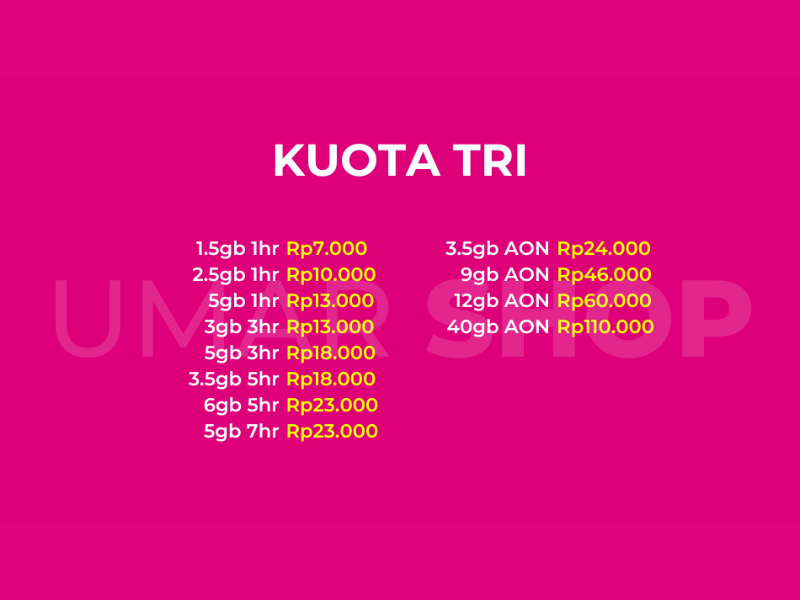 KUOTA TRI
1.5gb 1hr Rp7.000
2.5gb 1hr Rp10.000
5gb 1hr Rp13.000
3gb 3hr Rp13.000
5gb 3hr Rp18.000
3.5gb 5hr Rp18.000
6gb 5hr Rp23.000
5gb 7hr Rp23.000
3.5gb AON Rp24.000
9gb AON Rp46.000
12gb AON Rp60.000
40gb AON Rp110.000
UMAR SHOP